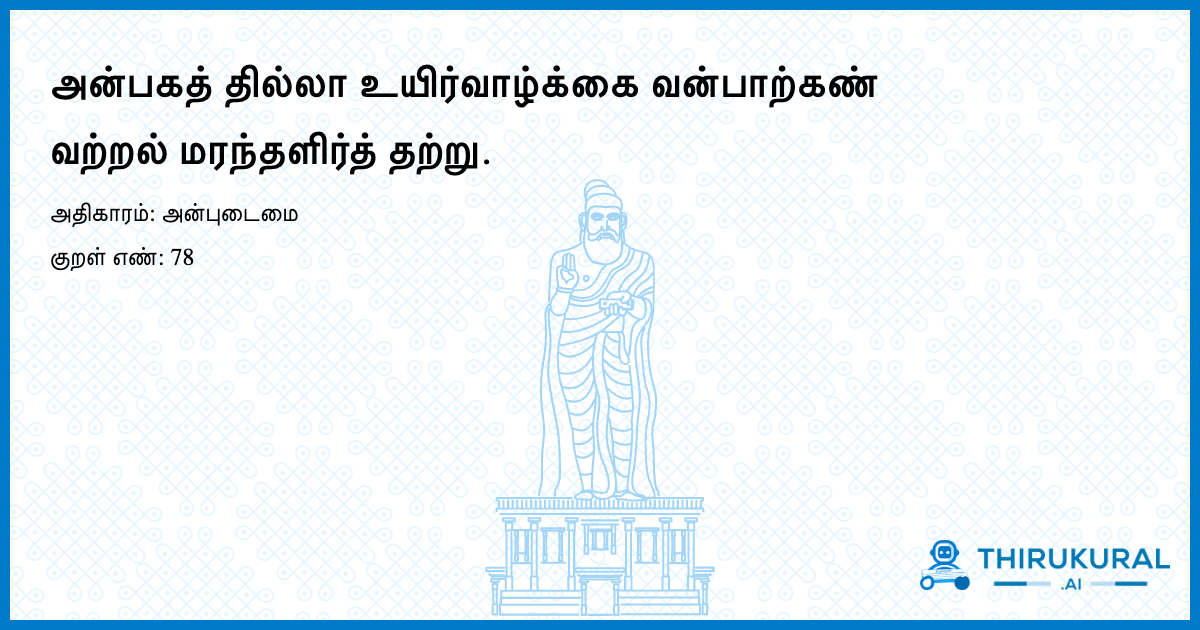 அன்பகத் தில்லா உயிர்வாழ்க்கை வன்பாற்கண்
வற்றல் மரந்தளிர்த் தற்று.
அதிகாரம்: அன்புடைமை
குறள் எண்: 78
THIRUKURAL
.AI